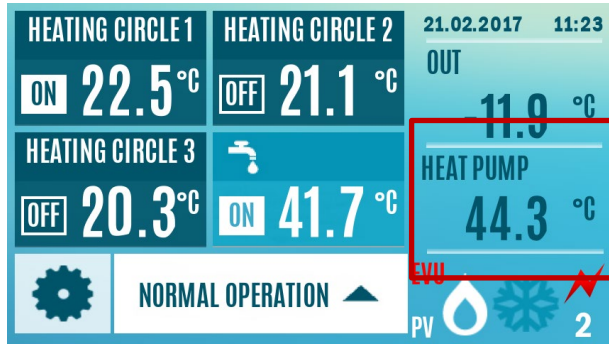 HEATING CIRCLE 1
ON 22.5°C
HEATING CIRCLE 2
OFF 21.1 °C
21.02.2017 11:23
OUT
-11.9 °C
HEATING CIRCLE 3
OFF 20.3°C
ON 41.7 °C
HEAT PUMP
44.3 °C
NORMAL OPERATION
EVU
PV
2